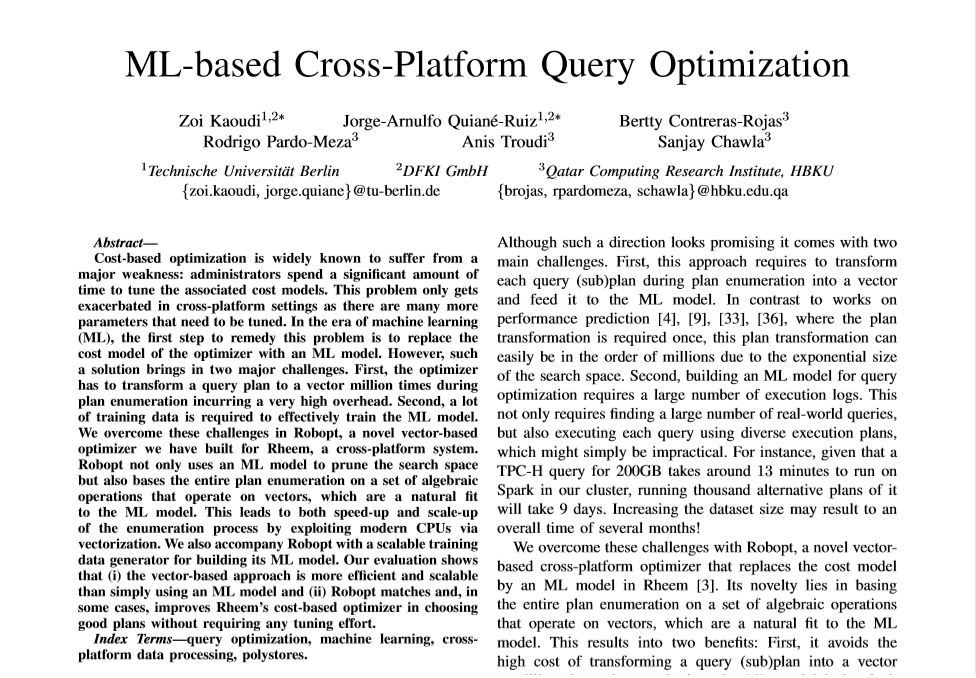 ML-based Cross-Platform Query Optimization
Zoi Kaoudi1,2* Jorge-Arnulfo Quiané-Ruiz1,2* Bertty Contreras-Rojas3
Rodrigo Pardo-Meza3 Anis Troudi3 Sanjay Chawla3
1Technische Universität Berlin 2DFKI GmbH 3Qatar Computing Research Institute, HBKU
{zoi.kaoudi, jorge.quiane}@tu-berlin.de {brojas, rpardomeza, schawla}@hbku.edu.qa
Abstract—
Cost-based optimization is widely known to suffer from a
major weakness: administrators spend a significant amount of
time to tune the associated cost models. This problem only gets
exacerbated in cross-platform settings as there are many more
parameters that need to be tuned. In the era of machine learning
(ML), the first step to remedy this problem is to replace the
cost model of the optimizer with an ML model. However, such
a solution brings in two major challenges. First, the optimizer
has to transform a query plan to a vector million times during
plan enumeration incurring a very high overhead. Second, a lot
of training data is required to effectively train the ML model.
We overcome these challenges in Robopt, a novel vector-based
optimizer we have built for Rheem, a cross-platform system.
Robopt not only uses an ML model to prune the search space
but also bases the entire plan enumeration on a set of algebraic
operations that operate on vectors, which are a natural fit
to the ML model. This leads to both speed-up and scale-up
of the enumeration process by exploiting modern CPUs via
vectorization. We also accompany Robopt with a scalable training
data generator for building its ML model. Our evaluation shows
that (i) the vector-based approach is more efficient and scalable
than simply using an ML model and (ii) Robopt matches and, in
some cases, improves Rheem's cost-based optimizer in choosing
good plans without requiring any tuning effort.
Index Terms—query optimization, machine learning, cross-
platform data processing, polystores.
Although such a direction looks promising it comes with two
main challenges. First, this approach requires to transform
each query (sub)plan during plan enumeration into a vector
and feed it to the ML model. In contrast to works on
performance prediction [4], [9], [33], [36], where the plan
transformation is required once, this plan transformation can
easily be in the order of millions due to the exponential size
of the search space. Second, building an ML model for query
optimization requires a large number of execution logs. This
not only requires finding a large number of real-world queries,
but also executing each query using diverse execution plans,
which might simply be impractical. For instance, given that a
TPC-H query for 200GB takes around 13 minutes to run on
Spark in our cluster, running thousand alternative plans of it
will take 9 days. Increasing the dataset size may result to an
overall time of several months!
We overcome these challenges with Robopt, a novel vector-
based cross-platform optimizer that replaces the cost model
by an ML model in Rheem [3]. Its novelty lies in basing
the entire plan enumeration on a set of algebraic operations
that operate on vectors, which are a natural fit to the ML
model. This results into two benefits: First, it avoids the
high cost of transforming a query (sub)plan into a vector